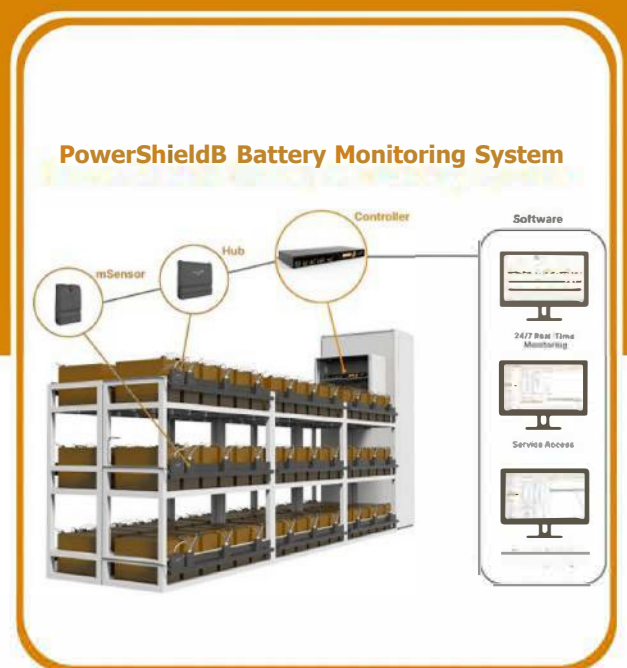 PowerShieldB Battery Monitoring System
Controller
Software
Hub
mSensor
24/7 Real-Time
Monitoring
Service Access